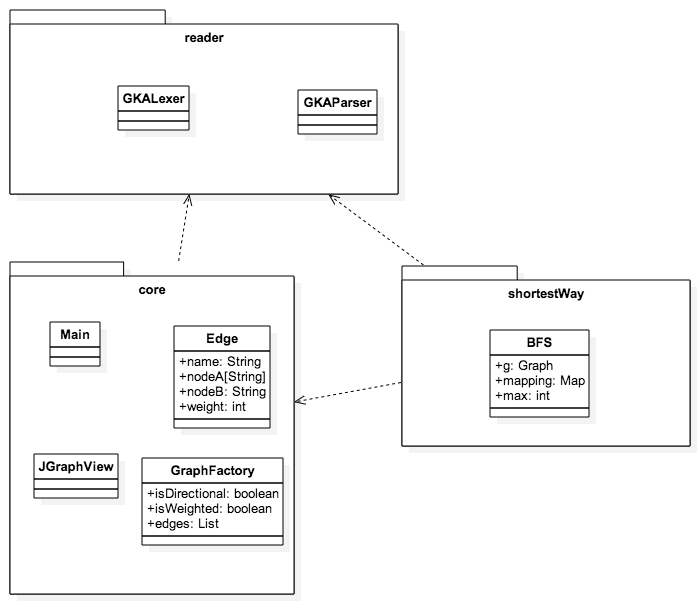 reader
GKALexer
GKAParser
core
Main
Edge
+name: String
+nodeA[String]
+nodeB: String
+weight: int
JGraphView
GraphFactory
+isDirectional: boolean
+isWeighted: boolean
+edges: List
shortestWay
BFS
+g: Graph
+mapping: Map
+max: int